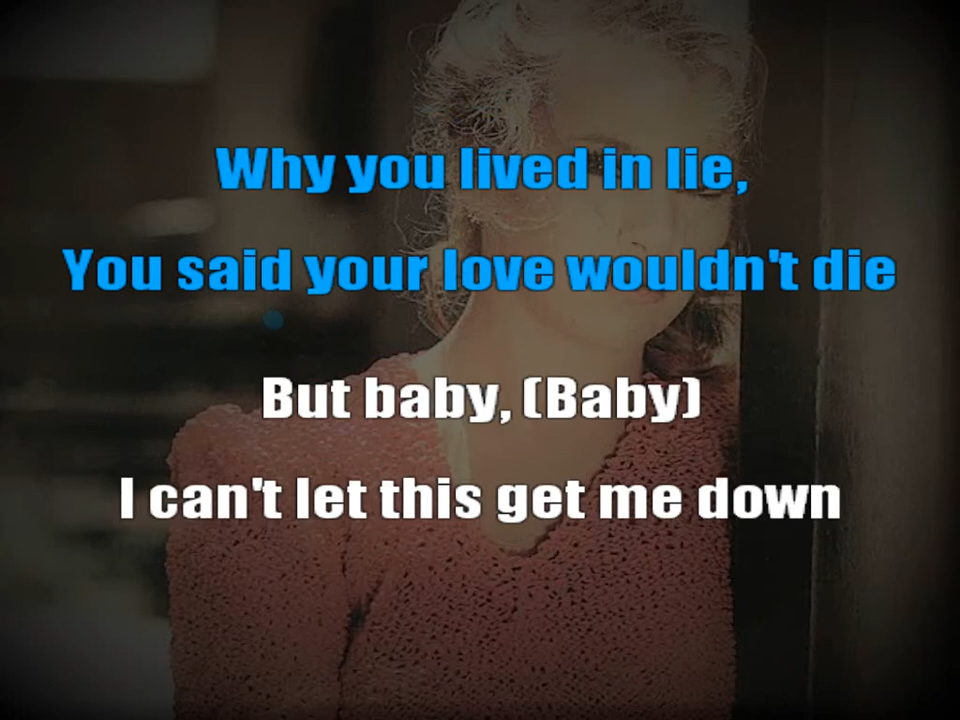 Why you lived in lie,
You said your love wouldn't die
But baby, (Baby)
I can't let this get me down